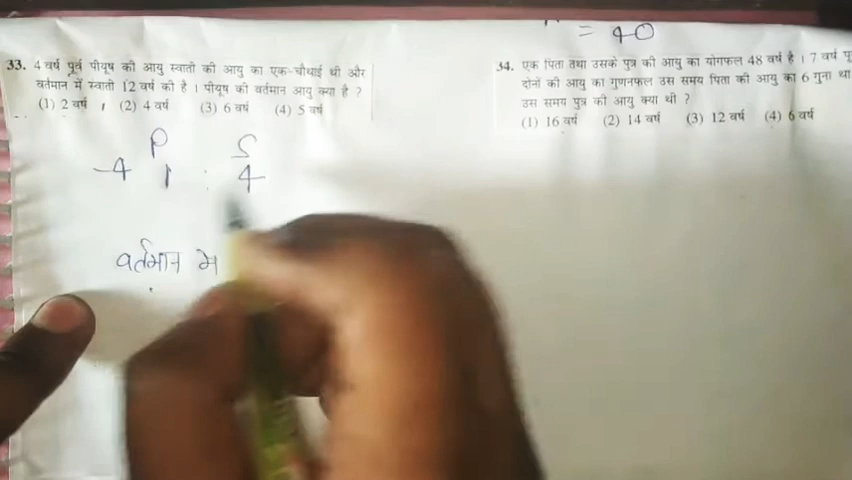 = 40
33. 4 वर्ष पूर्व पीयूष की आयु स्वाती की आयु का एक-चौथाई थी और
वर्तमान में स्वाती 12 वर्ष की है । पीयूष की वर्तमान आयु क्या है ?
(1) 2 वर्ष (2) 4 वर्ष (3) 6 वर्ष (4) 5 वर्ष
P S
-4 1 : 4
वर्तमान में
34. एक पिता तथा उसके पुत्र की आयु का योगफल 48 वर्ष है । 7 वर्ष
दोनों की आयु का गुणनफल उस समय पिता की आयु का 6 गुना था
उस समय पुत्र की आयु क्या थी ?
(1) 16 वर्ष (2) 14 वर्ष (3) 12 वर्ष (4) 6 वर्ष